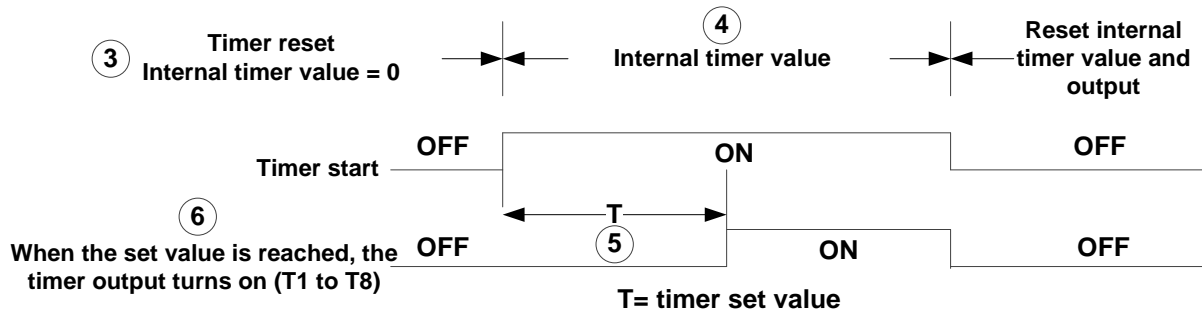 3
Timer reset
Internal timer value = 0
4
Internal timer value
Reset internal
timer value and
output
Timer start
OFF
ON
OFF
T
5
6
When the set value is reached, the
timer output turns on (T1 to T8)
OFF
ON
OFF
T= timer set value